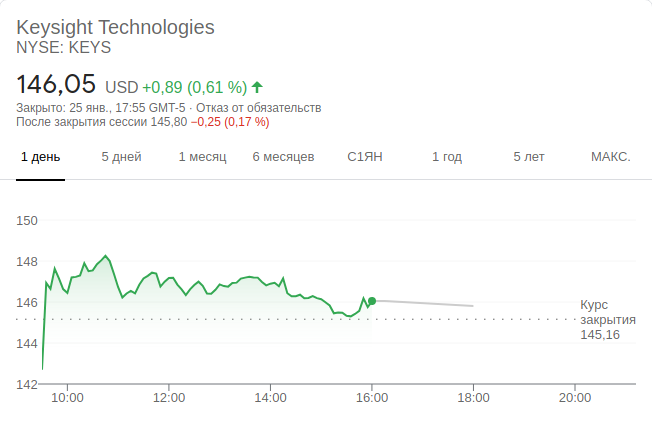 Keysight Technologies
NYSE: KEYS
146,05 USD +0,89 (0,61 %)
Закрыто: 25 янв., 17:55 GMT-5 · Отказ от обязательств
После закрытия сессии 145,80 −0,25 (0,17 %)
1 день 5 дней 1 месяц 6 месяцев С1ЯН 1 год 5 лет МАКС.
150
148
146
144
142
Курс
закрытия
145,16
10:00 12:00 14:00 16:00 18:00 20:00